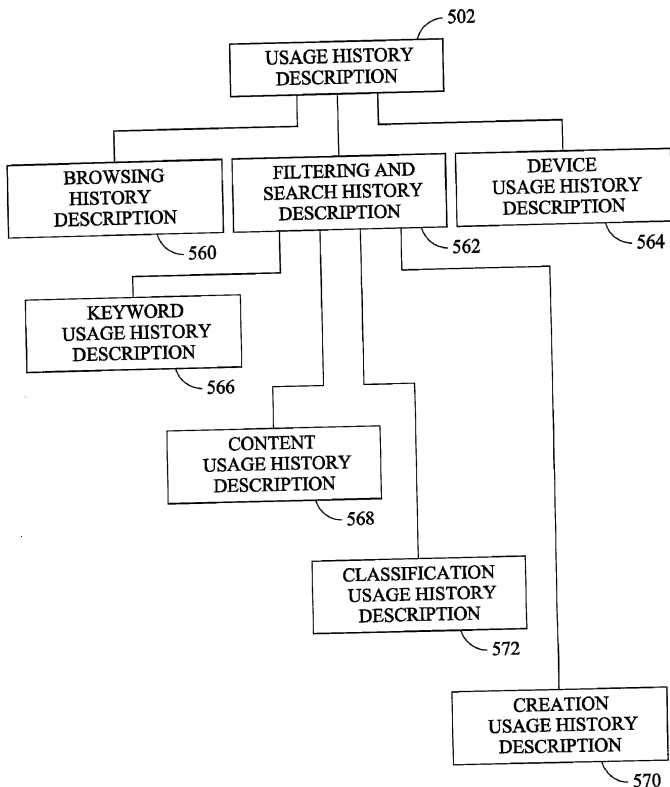 502
USAGE HISTORY
DESCRIPTION
BROWSING
HISTORY
DESCRIPTION
560
FILTERING AND
SEARCH HISTORY
DESCRIPTION
562
DEVICE
USAGE HISTORY
DESCRIPTION
564
KEYWORD
USAGE HISTORY
DESCRIPTION
566
CONTENT
USAGE HISTORY
DESCRIPTION
568
CLASSIFICATION
USAGE HISTORY
DESCRIPTION
572
CREATION
USAGE HISTORY
DESCRIPTION
570